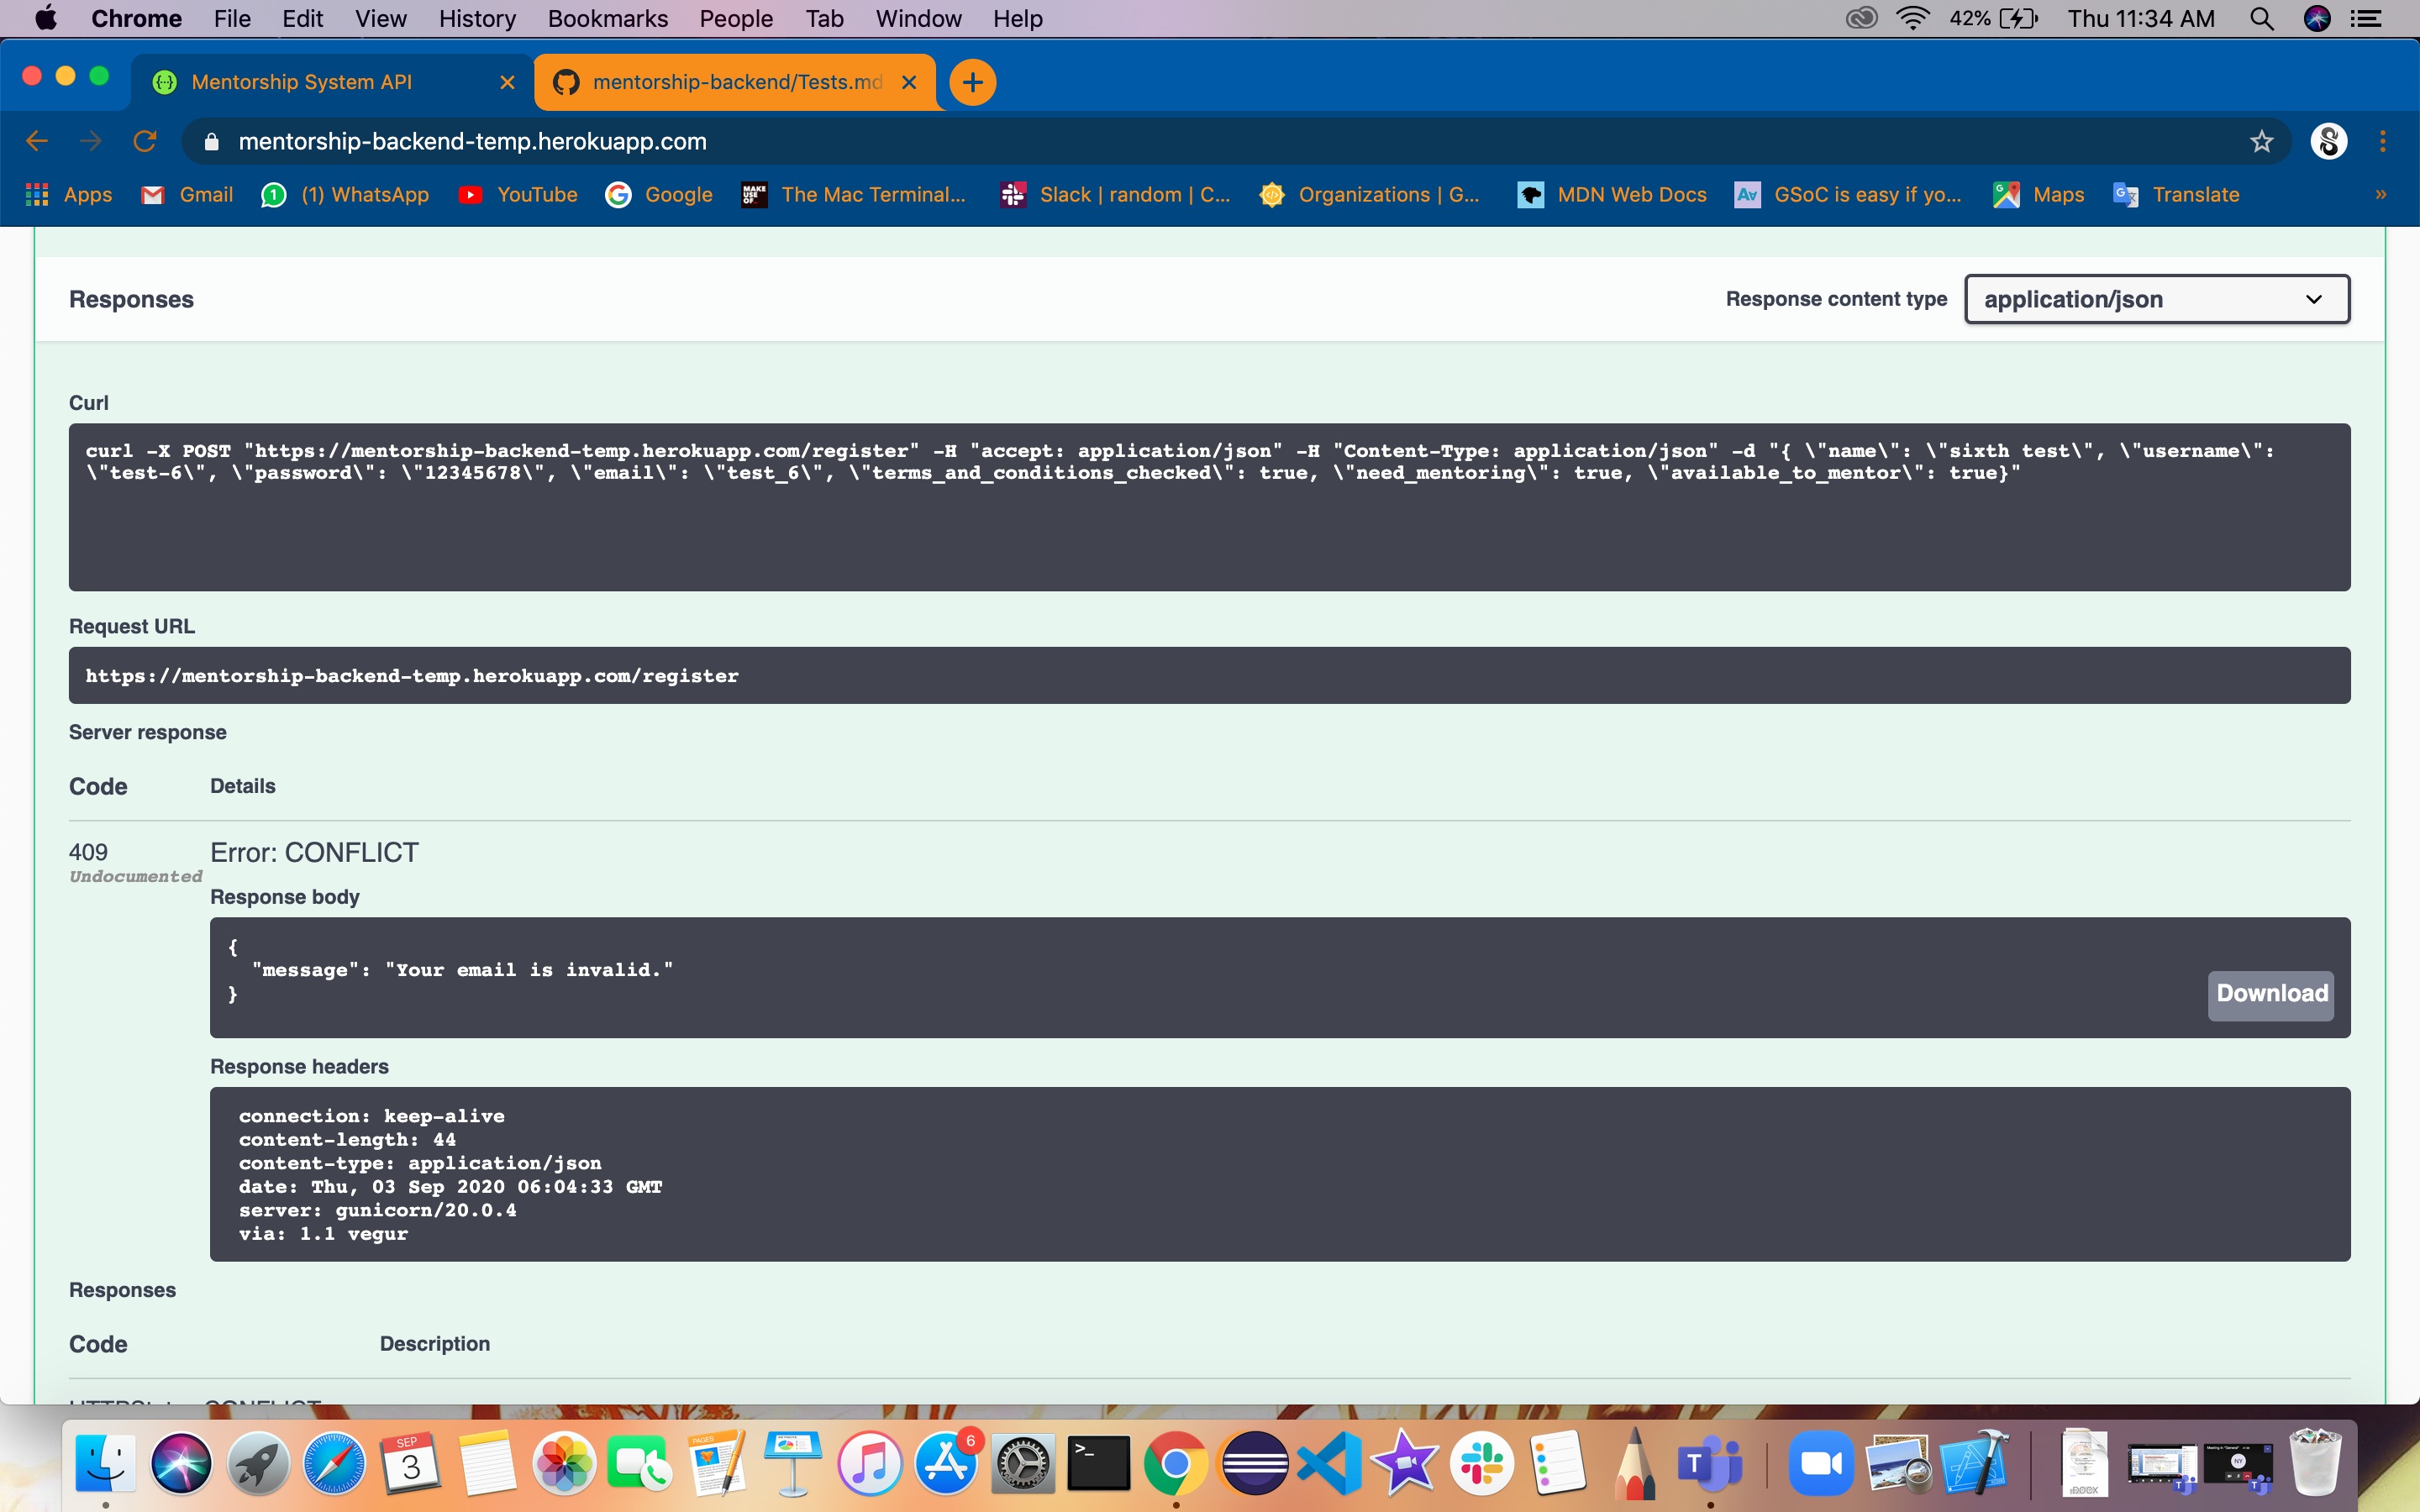 Chrome File Edit View History Bookmarks People Tab Window Help 42% Thu 11:34 AM
Mentorship System API mentorship-backend/Tests.md
mentorship-backend-temp.herokuapp.com
Apps Gmail (1) WhatsApp YouTube Google The Mac Terminal... Slack | random | C... Organizations | G... MDN Web Docs GSoC is easy if yo... Maps Translate »
Responses Response content type application/json
Curl
curl -X POST "https://mentorship-backend-temp.herokuapp.com/register" -H "accept: application/json" -H "Content-Type: application/json" -d "{ \"name\": \"sixth test\", \"username\":
\"test-6\", \"password\": \"12345678\", \"email\": \"test_6\", \"terms_and_conditions_checked\": true, \"need_mentoring\": true, \"available_to_mentor\": true}"
Request URL
https://mentorship-backend-temp.herokuapp.com/register
Server response
Code Details
409 Error: CONFLICT
Undocumented
Response body
{
"message": "Your email is invalid."
}
Download
Response headers
connection: keep-alive
content-length: 44
content-type: application/json
date: Thu, 03 Sep 2020 06:04:33 GMT
server: gunicorn/20.0.4
via: 1.1 vegur
Responses
Code Description
SEP
3
PAGES
6